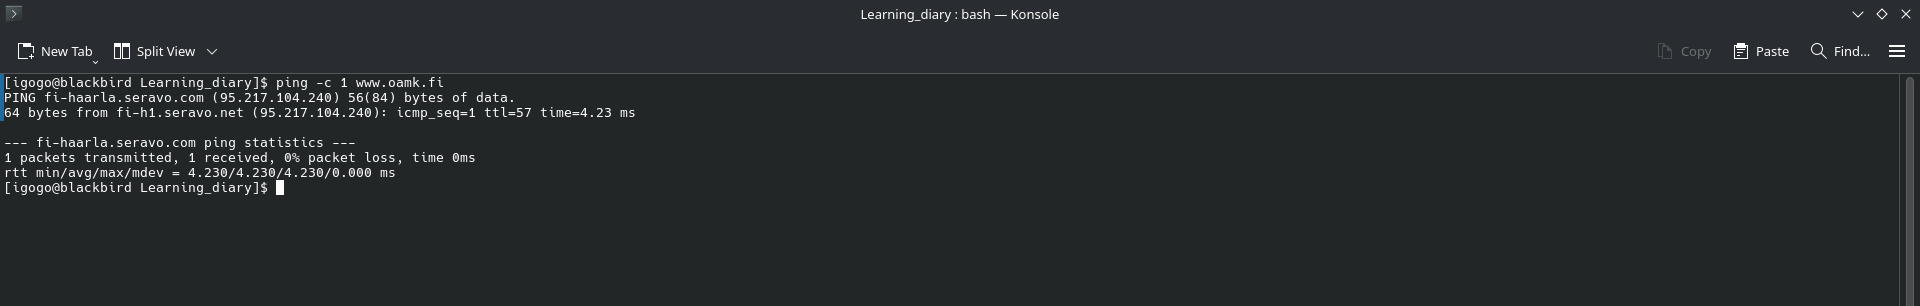 Learning_diary : bash — Konsole
New Tab Split View Copy Paste Find...
[igogo@blackbird Learning_diary]$ ping -c 1 www.oamk.fi
PING fi-haarla.seravo.com (95.217.104.240) 56(84) bytes of data.
64 bytes from fi-h1.seravo.net (95.217.104.240): icmp_seq=1 ttl=57 time=4.23 ms

--- fi-haarla.seravo.com ping statistics ---
1 packets transmitted, 1 received, 0% packet loss, time 0ms
rtt min/avg/max/mdev = 4.230/4.230/4.230/0.000 ms
[igogo@blackbird Learning_diary]$